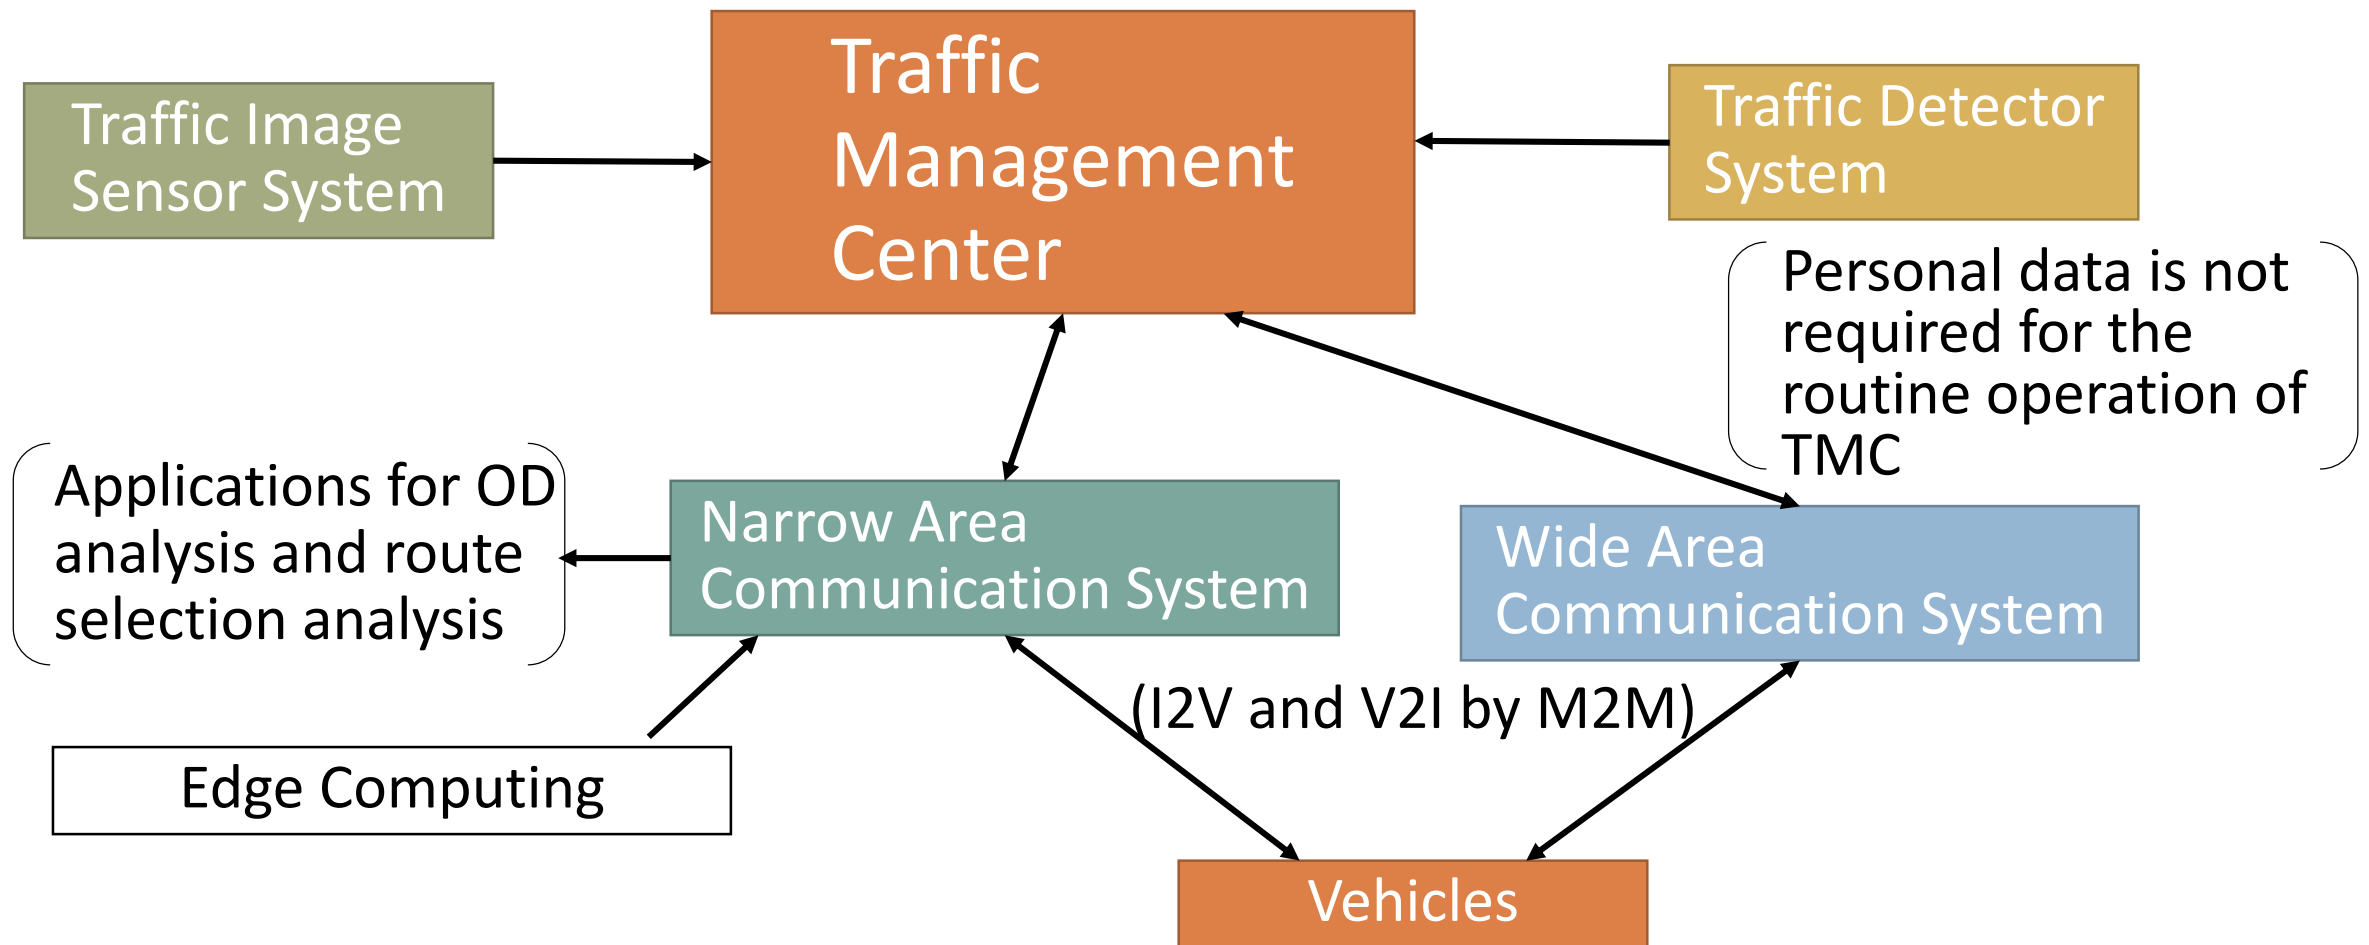 Traffic
Management
Center
Traffic Image
Sensor System
Traffic Detector
System
Personal data is not
required for the
routine operation of
TMC
Applications for OD
analysis and route
selection analysis
Narrow Area
Communication System
Wide Area
Communication System
(I2V and V2I by M2M)
Edge Computing
Vehicles